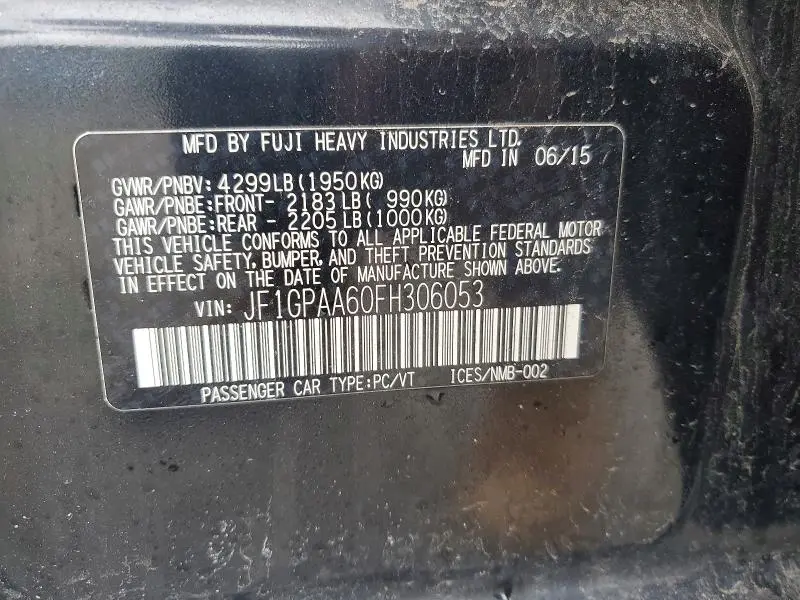 MFD BY FUJI HEAVY INDUSTRIES LTD.
MFD IN 06/15
GVWR/PNBV: 4299LB(1950KG)
GAWR/PNBE:FRONT- 2183LB( 990KG)
GAWR/PNBE:REAR - 2205LB(1000KG)
THIS VEHICLE CONFORMS TO ALL APPLICABLE FEDERAL MOTOR
VEHICLE SAFETY, BUMPER, AND THEFT PREVENTION STANDARDS
IN EFFECT ON THE DATE OF MANUFACTURE SHOWN ABOVE.
VIN: JF1GPAA60FH306053
PASSENGER CAR TYPE:PC/VT ICES/NMB-002